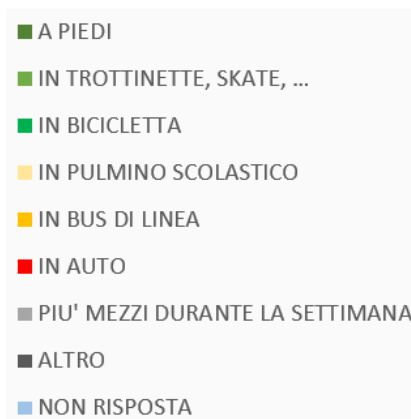 A PIEDI
IN TROTTINETTE, SKATE, ...
IN BICICLETTA
IN PULMINO SCOLASTICO
IN BUS DI LINEA
IN AUTO
PIU' MEZZI DURANTE LA SETTIMANA
ALTRO
NON RISPOSTA